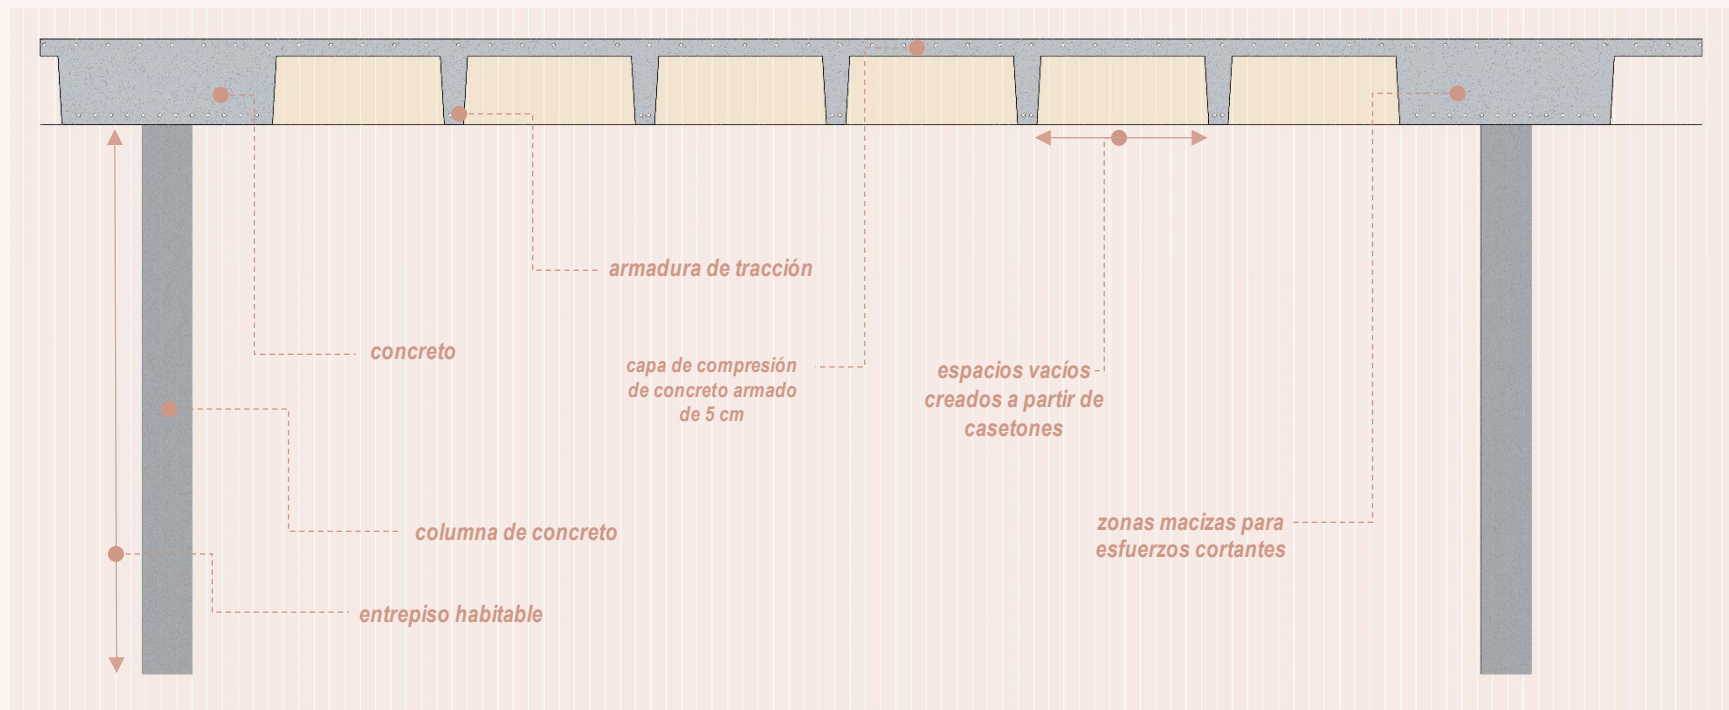 armadura de tracción
concreto
capa de compresión
de concreto armado
de 5 cm
espacios vacíos
creados a partir de
casetones
columna de concreto
zonas macizas para
esfuerzos cortantes
entrepiso habitable